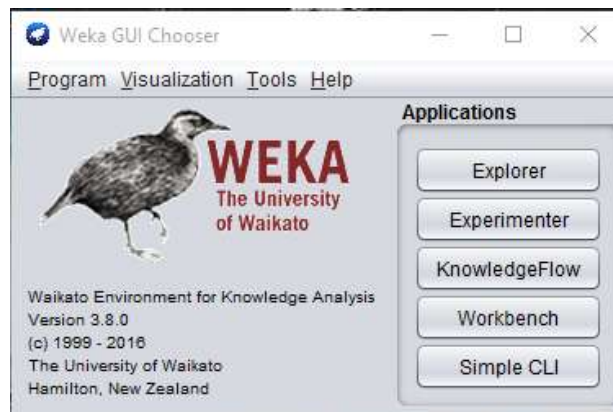 Weka GUI Chooser
Program Visualization Tools Help
WEKA
The University
of Waikato
Waikato Environment for Knowledge Analysis
Version 3.8.0
(c) 1999 - 2016
The University of Waikato
Hamilton, New Zealand
Applications
Explorer
Experimenter
KnowledgeFlow
Workbench
Simple CLI